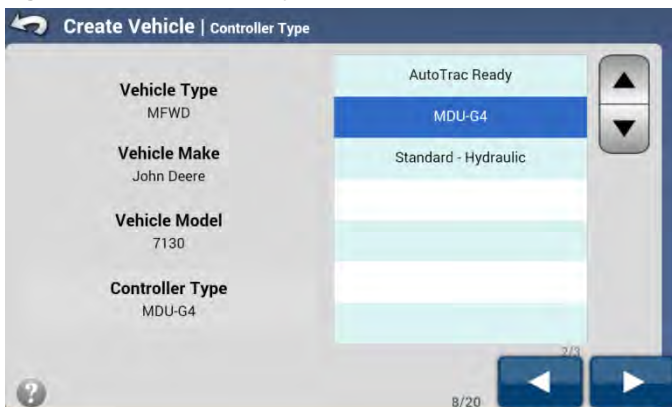 Create Vehicle | Controller Type
Vehicle Type
MFWD
Vehicle Make
John Deere
Vehicle Model
7130
Controller Type
MDU-G4
AutoTrac Ready
MDU-G4
Standard - Hydraulic
2/3
?
8/20